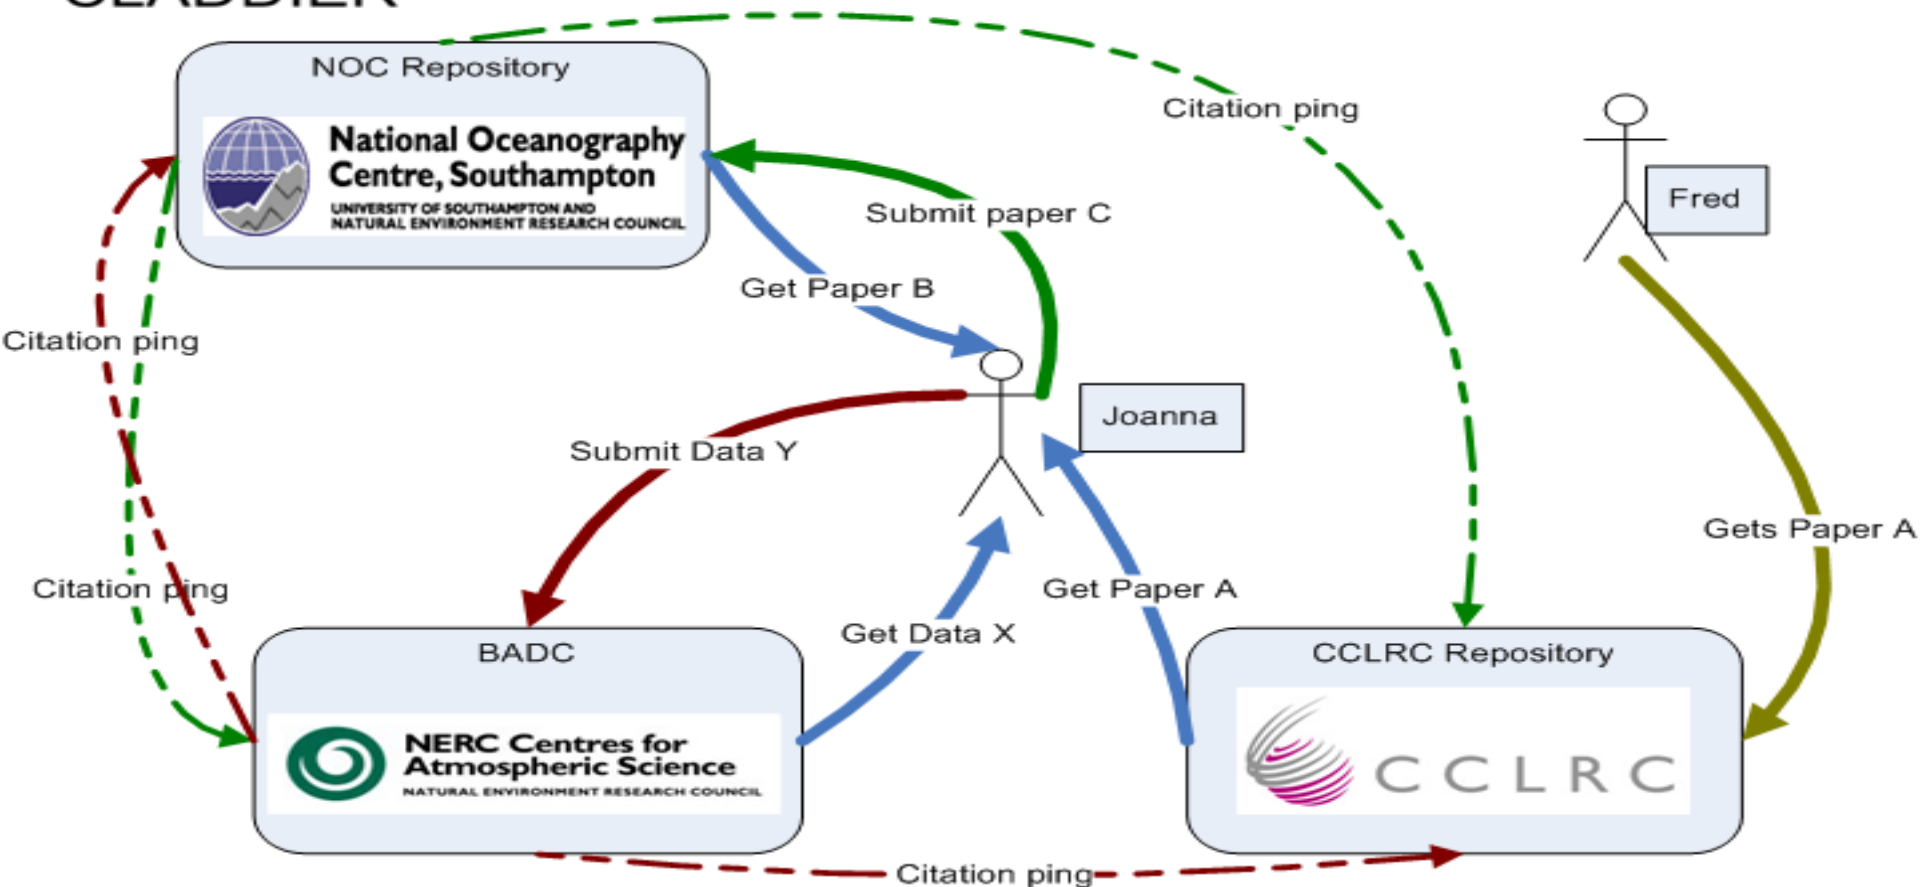 CLADDIER
NOC Repository
National Oceanography
Centre, Southampton
UNIVERSITY OF SOUTHAMPTON AND
NATURAL ENVIRONMENT RESEARCH COUNCIL
Citation ping
Fred
Submit paper C
Get Paper B
Citation ping
Joanna
Submit Data Y
Gets Paper A
Citation ping
Get Paper A
Get Data X
BADC
NERC Centres for
Atmospheric Science
NATURAL ENVIRONMENT RESEARCH COUNCIL
CCLRC Repository
CCLRC
Citation ping